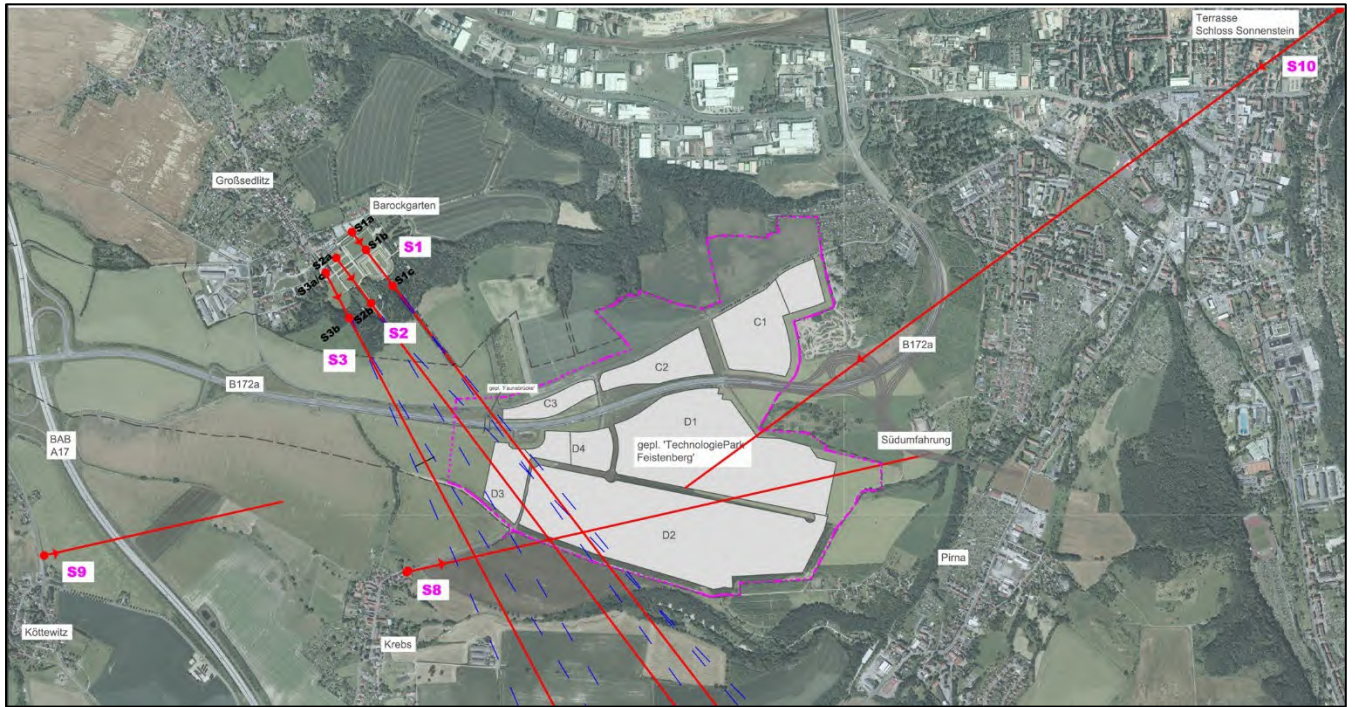 Terrasse
Schloss Sonnenstein
S10
Großsedlitz
Barockgarten
S1a
S1b
S1
S2a
S3a/c
S1c
S2b
S3b
S2
S3
C1
C2
B172a
B172a
gepl. 'Faunsbrücke'
C3
D1
BAB
A17
Südumfahrung
gepl. 'TechnologiePark
Feistenberg'
D4
D3
D2
S9
S8
Pirna
Köttewitz
Krebs